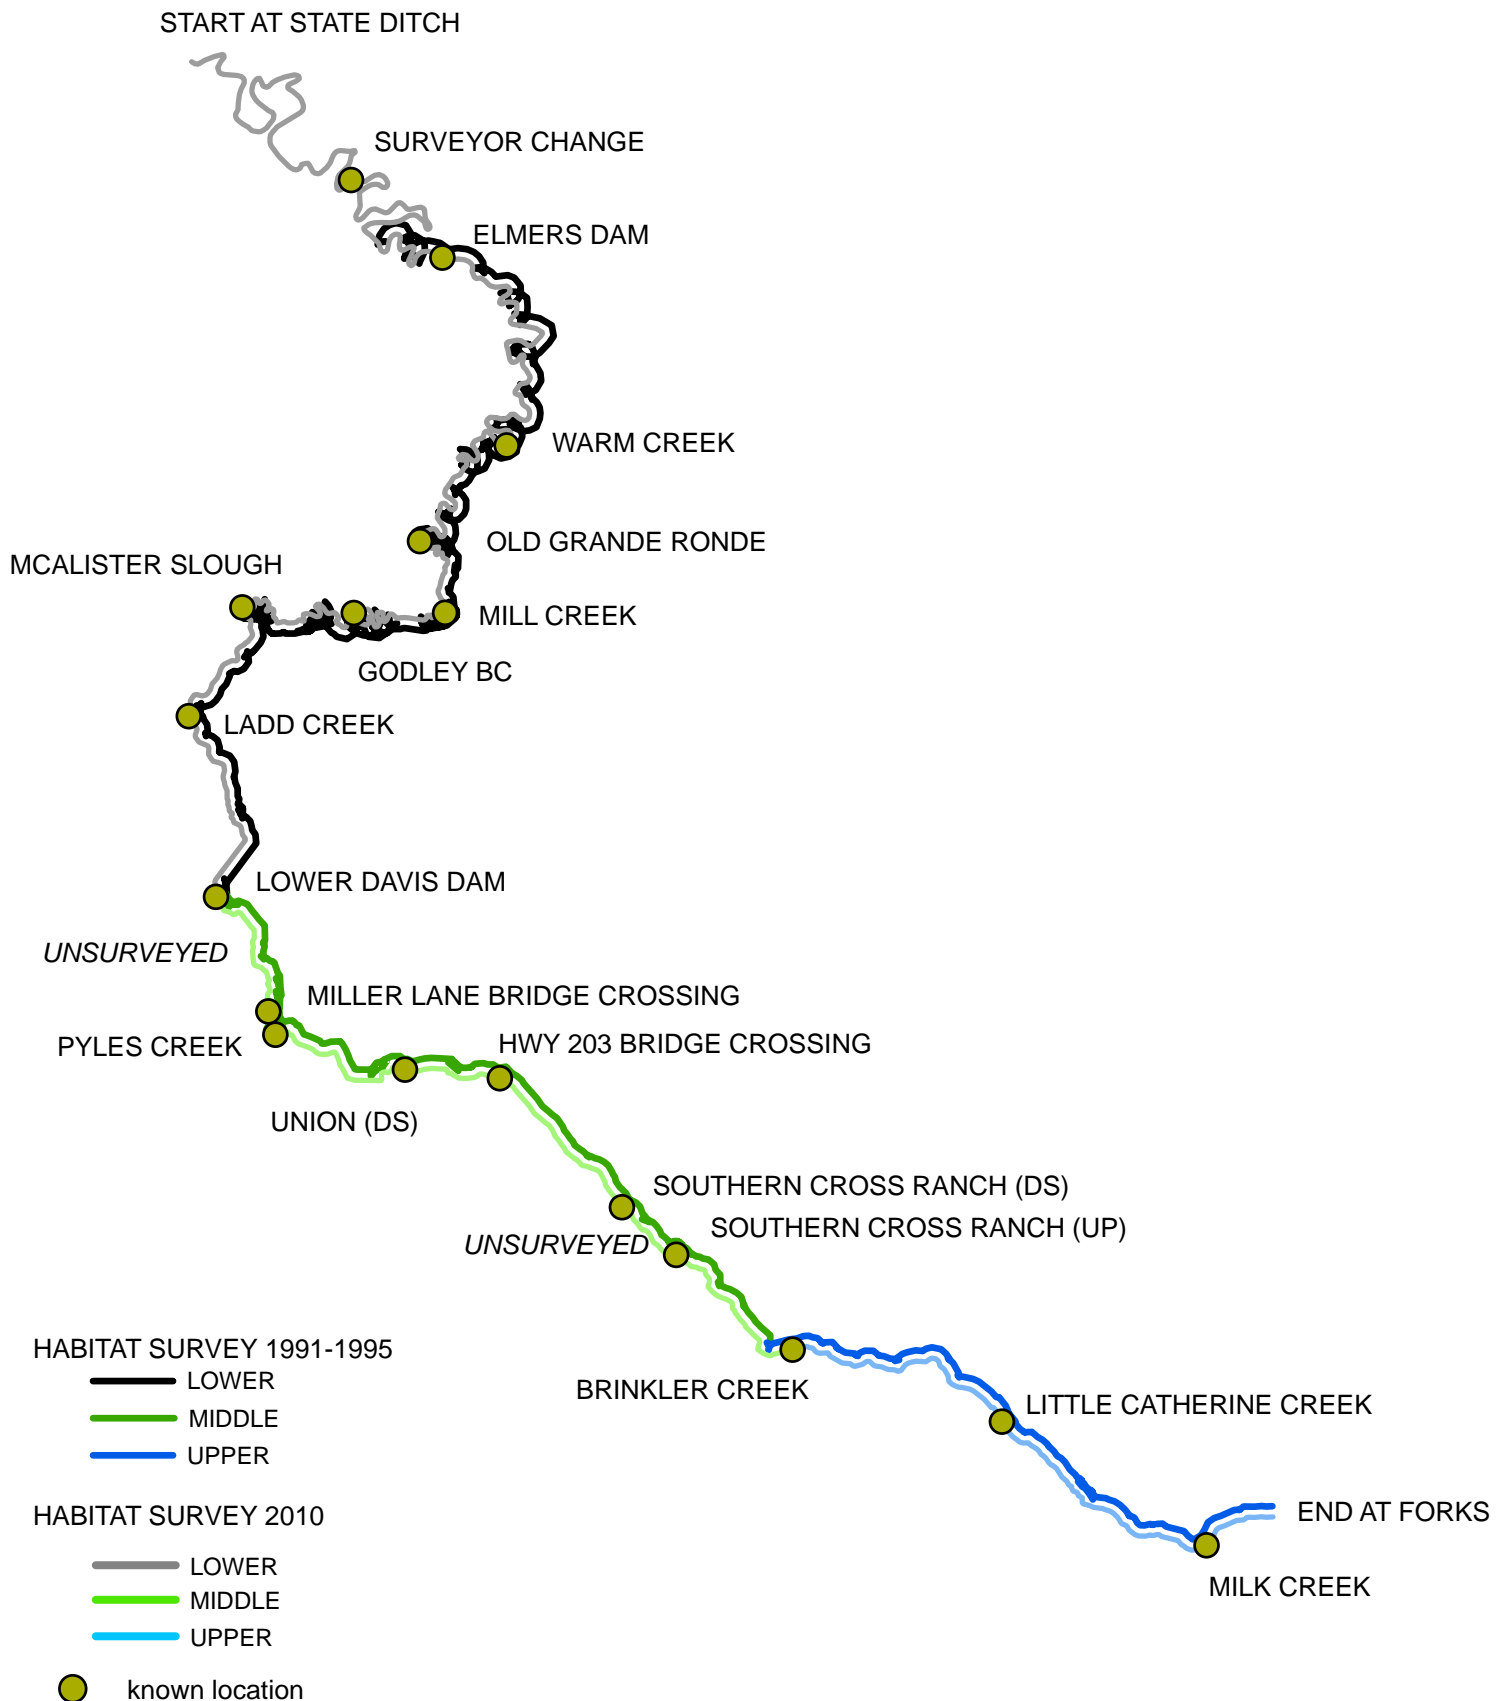 START AT STATE DITCH
SURVEYOR CHANGE
ELMERS DAM
WARM CREEK
OLD GRANDE RONDE
MCALISTER SLOUGH
MILL CREEK
GODLEY BC
LADD CREEK
LOWER DAVIS DAM
UNSURVEYED
MILLER LANE BRIDGE CROSSING
PYLES CREEK
HWY 203 BRIDGE CROSSING
UNION (DS)
SOUTHERN CROSS RANCH (DS)
SOUTHERN CROSS RANCH (UP)
UNSURVEYED
BRINKLER CREEK
LITTLE CATHERINE CREEK
END AT FORKS
MILK CREEK
HABITAT SURVEY 1991-1995
LOWER
MIDDLE
UPPER
HABITAT SURVEY 2010
LOWER
MIDDLE
UPPER
known location